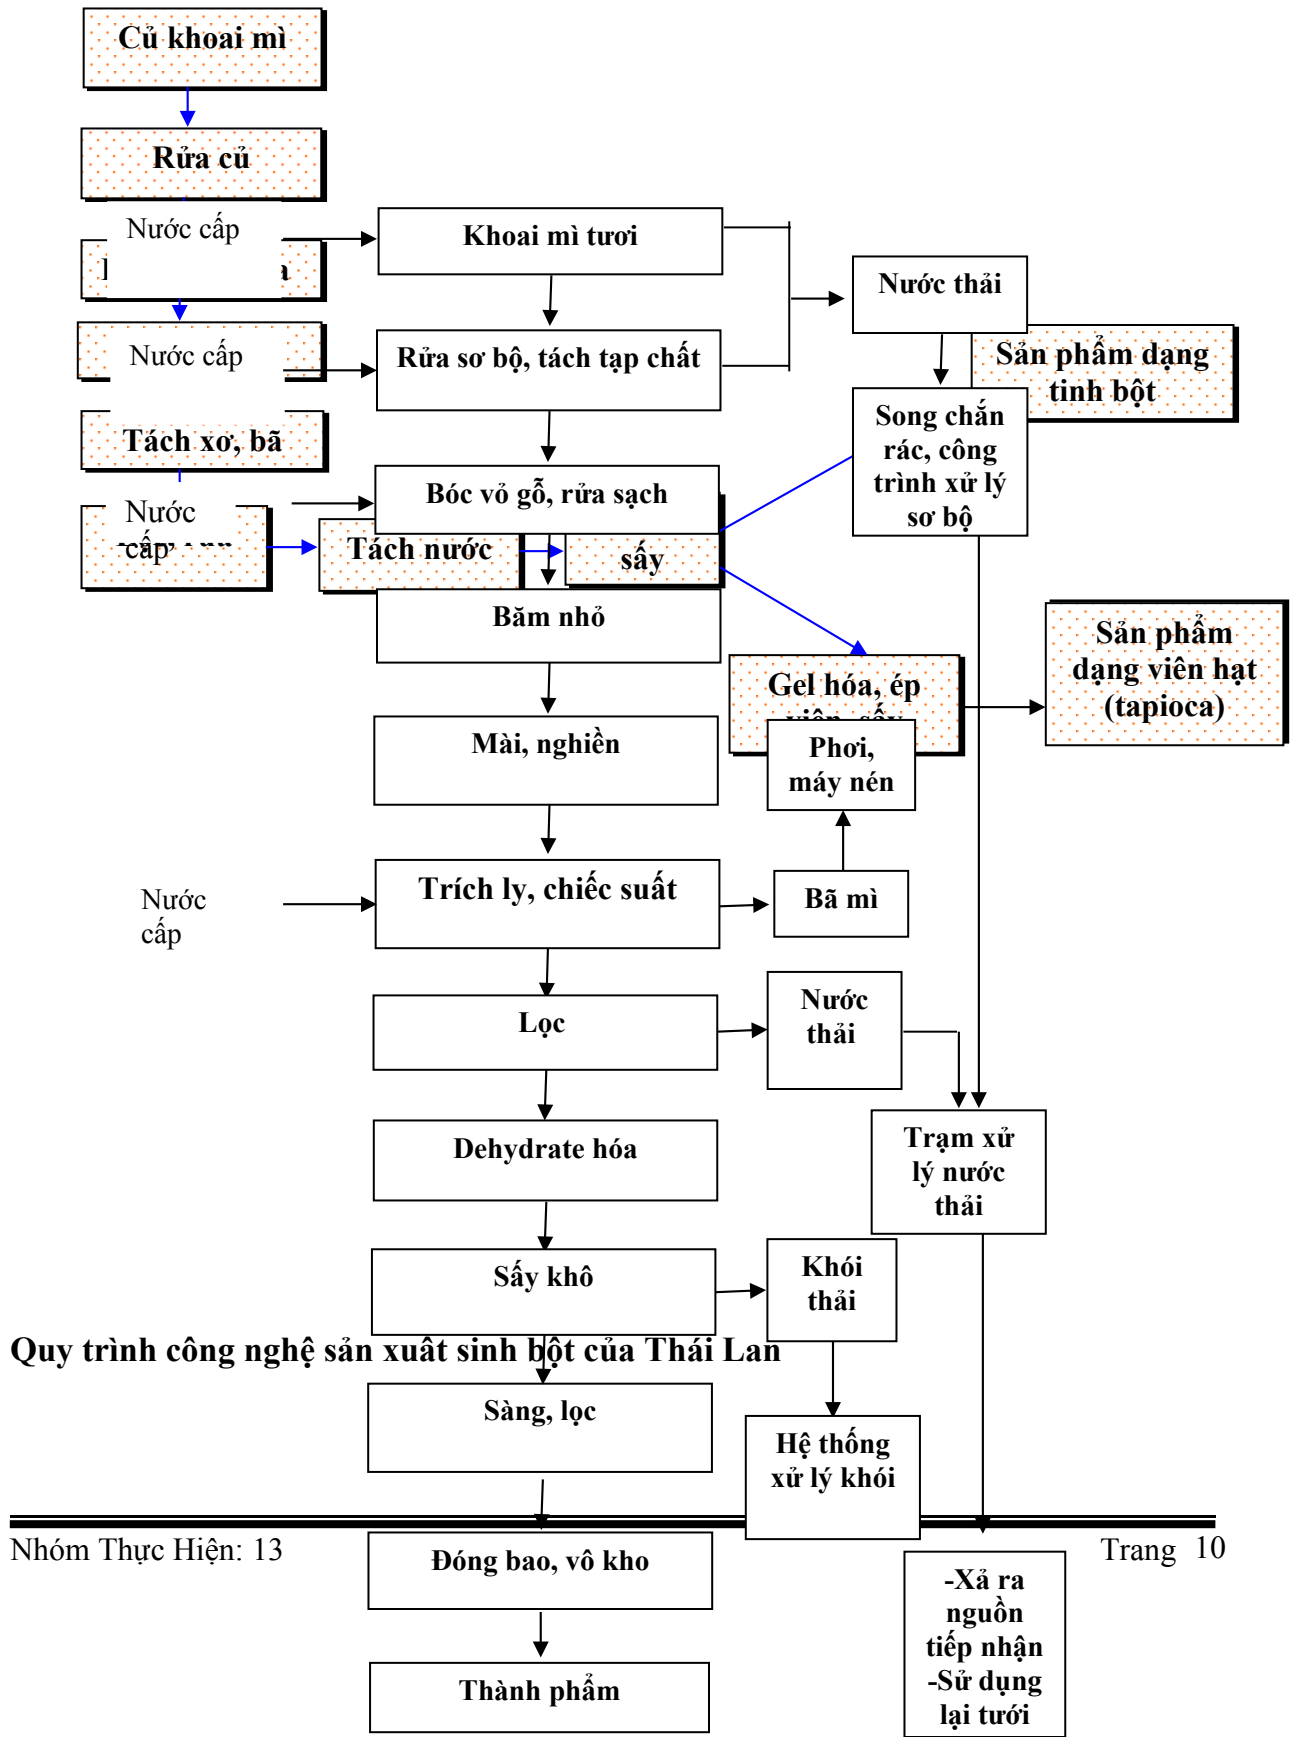 Củ khoai mì
Rửa củ
Nước cấp
Khoai mì tươi
Nước thải
Nước cấp
Rửa sơ bộ, tách tạp chất
Sản phẩm dạng
tinh bột
Song chắn
rác, công
trình xử lý
sơ bộ
Tách xơ, bã
Bóc vỏ gỗ, rửa sạch
Nước
cấp
Tách nước
sấy
Băm nhỏ
Sản phẩm
dạng viên hạt
(tapioca)
Gel hóa, ép
viên, sấy
Mài, nghiền
Phơi,
máy nén
Trích ly, chiếc suất
Bã mì
Nước
cấp
Lọc
Nước
thải
Dehydrate hóa
Trạm xử
lý nước
thải
Sấy khô
Khói
thải
Quy trình công nghệ sản xuât sinh bột của Thái Lan
Sàng, lọc
Hệ thống
xử lý khói
Nhóm Thực Hiện: 13
Trang 10
Đóng bao, vô kho
-Xả ra
nguồn
tiếp nhận
-Sử dụng
lại tưới
Thành phẩm